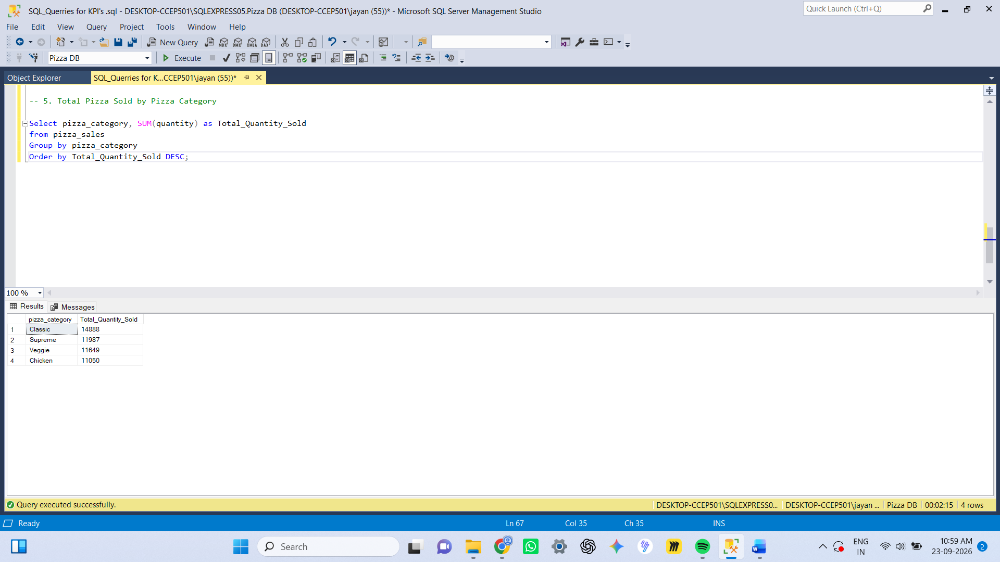 SQL_Querries for KPI's .sql - DESKTOP-CCEP501\SQLEXPRESS05.Pizza DB (DESKTOP-CCEP501\jayan (55))* - Microsoft SQL Server Management Studio
Quick Launch (Ctrl+Q)
File Edit View Query Project Tools Window Help
New Query MDX DMX XMLA DAX
Pizza DB Execute
Object Explorer SQL_Querries for K...CCEP501\jayan (55))*
-- 5. Total Pizza Sold by Pizza Category
Select pizza_category, SUM(quantity) as Total_Quantity_Sold
from pizza_sales
Group by pizza_category
Order by Total_Quantity_Sold DESC;
100 %
Results Messages
pizza_category Total_Quantity_Sold
1 Classic 14888
2 Supreme 11987
3 Veggie 11649
4 Chicken 11050
Query executed successfully. DESKTOP-CCEP501\SQLEXPRESS0... DESKTOP-CCEP501\jayan ... Pizza DB 00:02:15 4 rows
Ready Ln 67 Col 35 Ch 35 INS
Search
ENG
IN
10:59 AM
23-09-2026
2